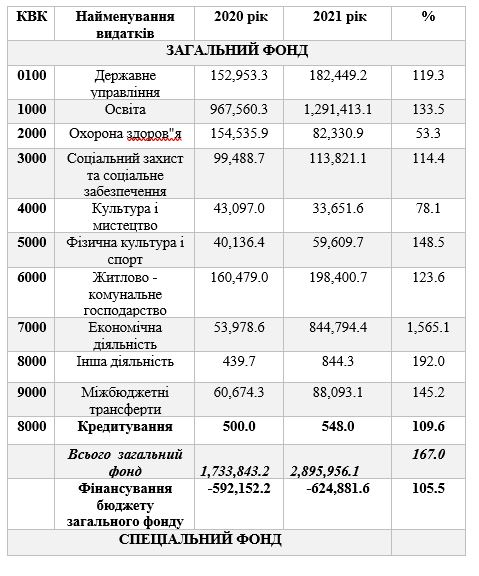 КВК Найменування видатків 2020 рік 2021 рік %
ЗАГАЛЬНИЙ ФОНД
0100 Державне управління 152,953.3 182,449.2 119.3
1000 Освіта 967,560.3 1,291,413.1 133.5
2000 Охорона здоров"я 154,535.9 82,330.9 53.3
3000 Соціальний захист та соціальне забезпечення 99,488.7 113,821.1 114.4
4000 Культура і мистецтво 43,097.0 33,651.6 78.1
5000 Фізична культура і спорт 40,136.4 59,609.7 148.5
6000 Житлово - комунальне господарство 160,479.0 198,400.7 123.6
7000 Економічна діяльність 53,978.6 844,794.4 1,565.1
8000 Інша діяльність 439.7 844.3 192.0
9000 Міжбюджетні трансферти 60,674.3 88,093.1 145.2
8000 Кредитування 500.0 548.0 109.6
Всього загальний фонд 1,733,843.2 2,895,956.1 167.0
Фінансування бюджету загального фонду -592,152.2 -624,881.6 105.5
СПЕЦІАЛЬНИЙ ФОНД